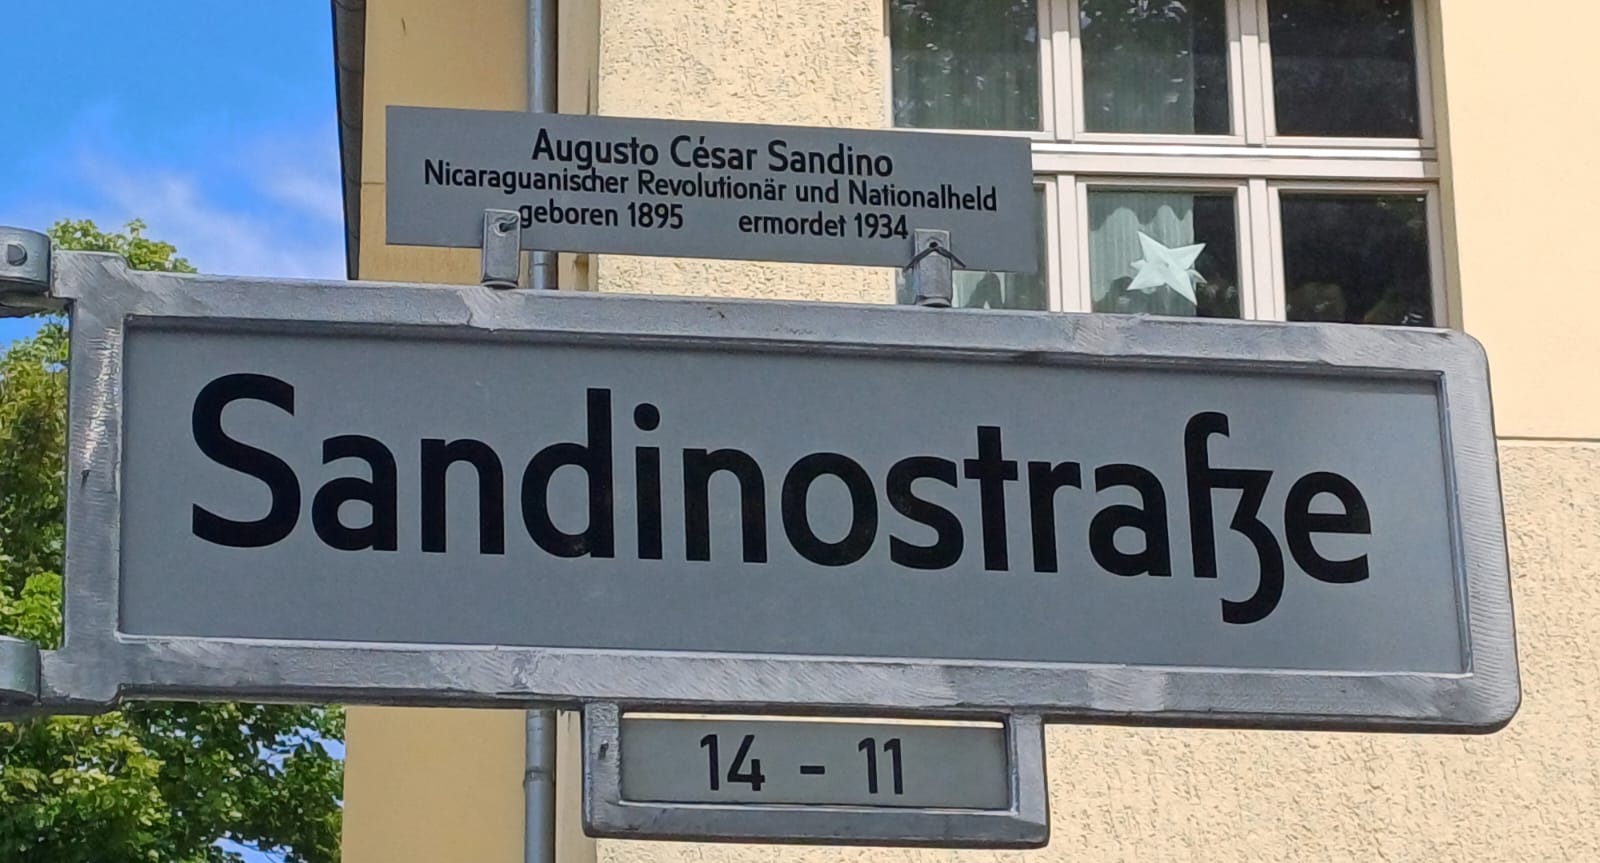 Augusto César Sandino
Nicaraguanischer Revolutionär und Nationalheld
geboren 1895 ermordet 1934
Sandinostraße
14 - 11